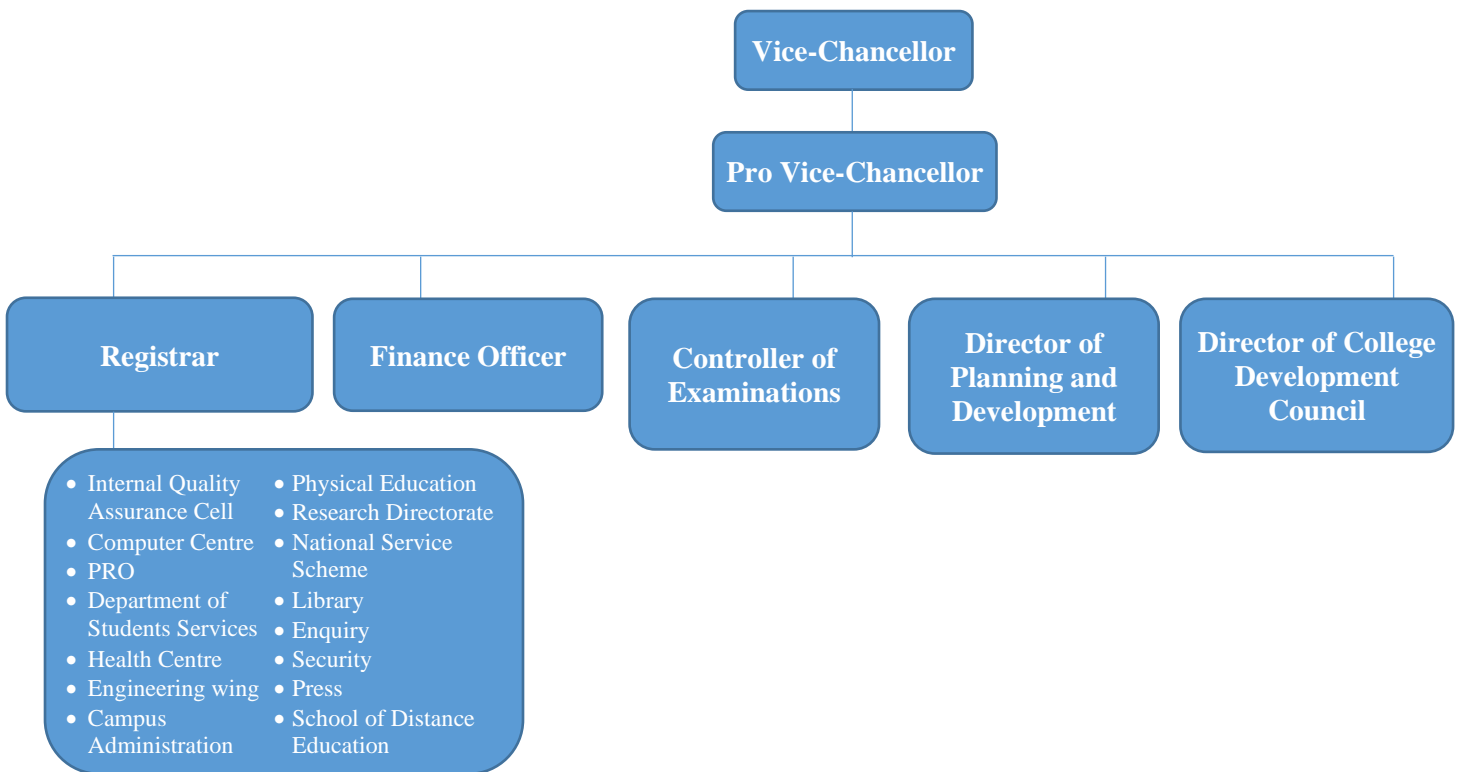 Vice-Chancellor
Pro Vice-Chancellor
Registrar
Finance Officer
Controller of
Examinations
Director of
Planning and
Development
Director of College
Development
Council
• Internal Quality
Assurance Cell
• Computer Centre
• PRO
• Department of
Students Services
• Health Centre
• Engineering wing
• Campus
Administration
• Physical Education
• Research Directorate
• National Service
Scheme
• Library
• Enquiry
• Security
• Press
• School of Distance
Education